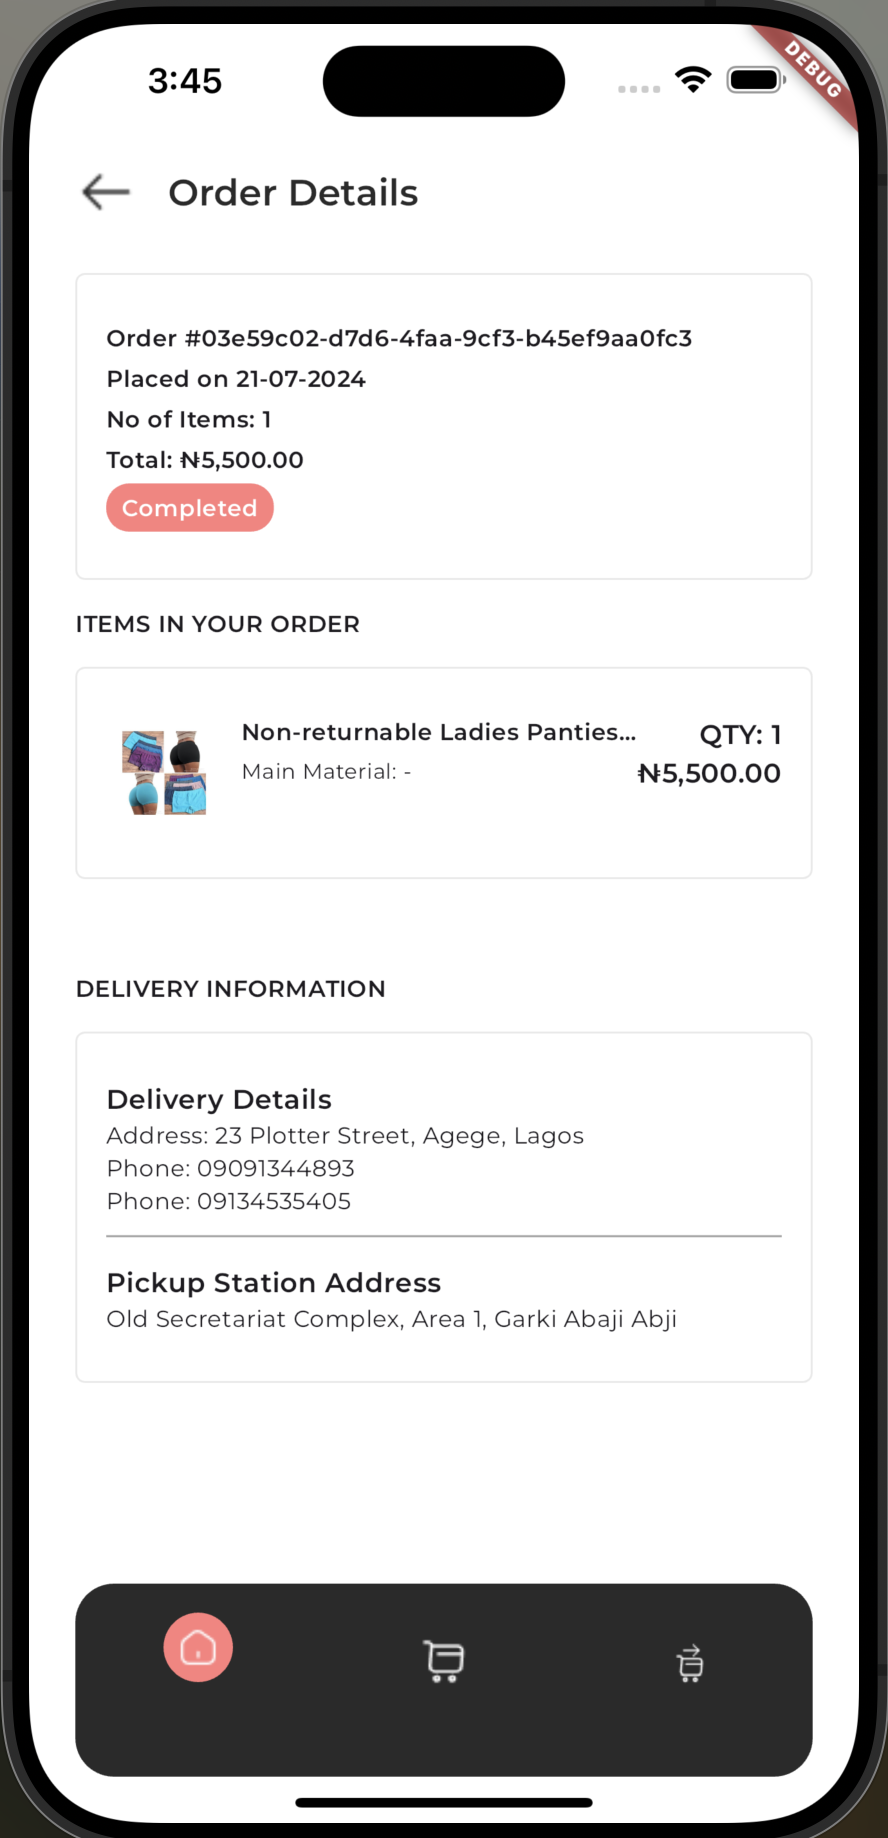 3:45
DEBUG
Order Details
Order #03e59c02-d7d6-4faa-9cf3-b45ef9aa0fc3
Placed on 21-07-2024
No of Items: 1
Total: ₦5,500.00
Completed
ITEMS IN YOUR ORDER
Non-returnable Ladies Panties... QTY: 1
Main Material: - ₦5,500.00
DELIVERY INFORMATION
Delivery Details
Address: 23 Plotter Street, Agege, Lagos
Phone: 09091344893
Phone: 09134535405
Pickup Station Address
Old Secretariat Complex, Area 1, Garki Abaji Abji